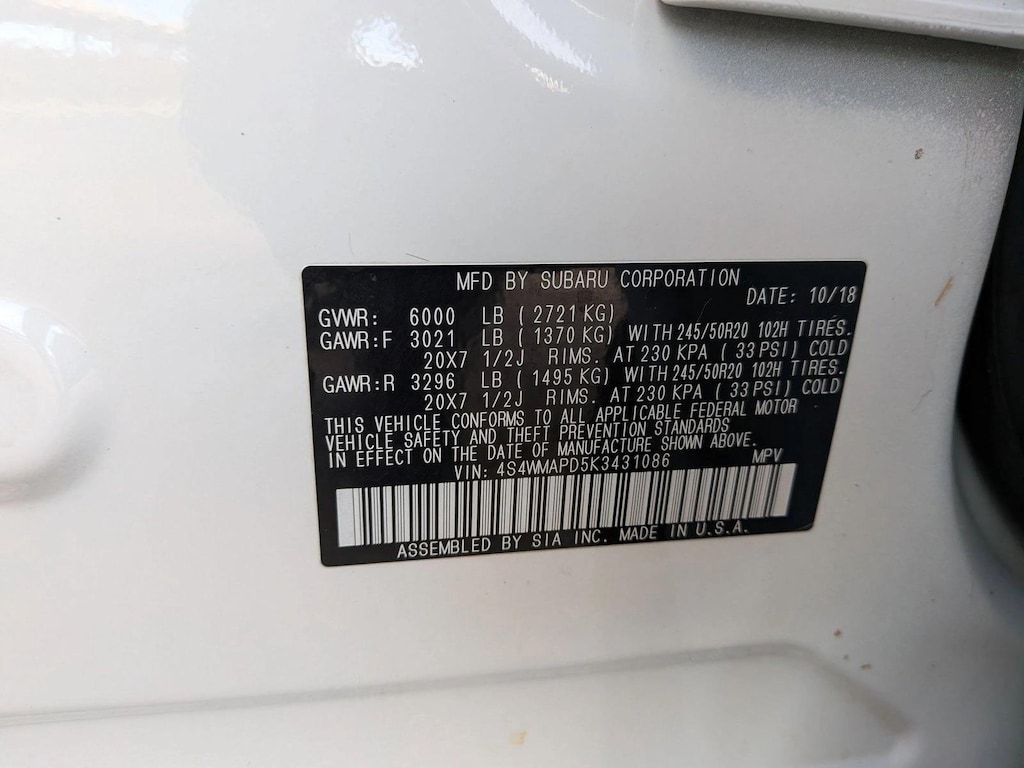 MFD BY SUBARU CORPORATION
DATE: 10/18
GVWR: 6000 LB ( 2721 KG)
GAWR:F 3021 LB ( 1370 KG) WITH 245/50R20 102H TIRES.
20X7 1/2J RIMS. AT 230 KPA ( 33 PSI) COLD
GAWR:R 3296 LB ( 1495 KG) WITH 245/50R20 102H TIRES.
20X7 1/2J RIMS. AT 230 KPA ( 33 PSI) COLD
THIS VEHICLE CONFORMS TO ALL APPLICABLE FEDERAL MOTOR
VEHICLE SAFETY AND THEFT PREVENTION STANDARDS
IN EFFECT ON THE DATE OF MANUFACTURE SHOWN ABOVE.
VIN: 4S4WMAPD5K3431086 MPV
ASSEMBLED BY SIA INC. MADE IN U.S.A.